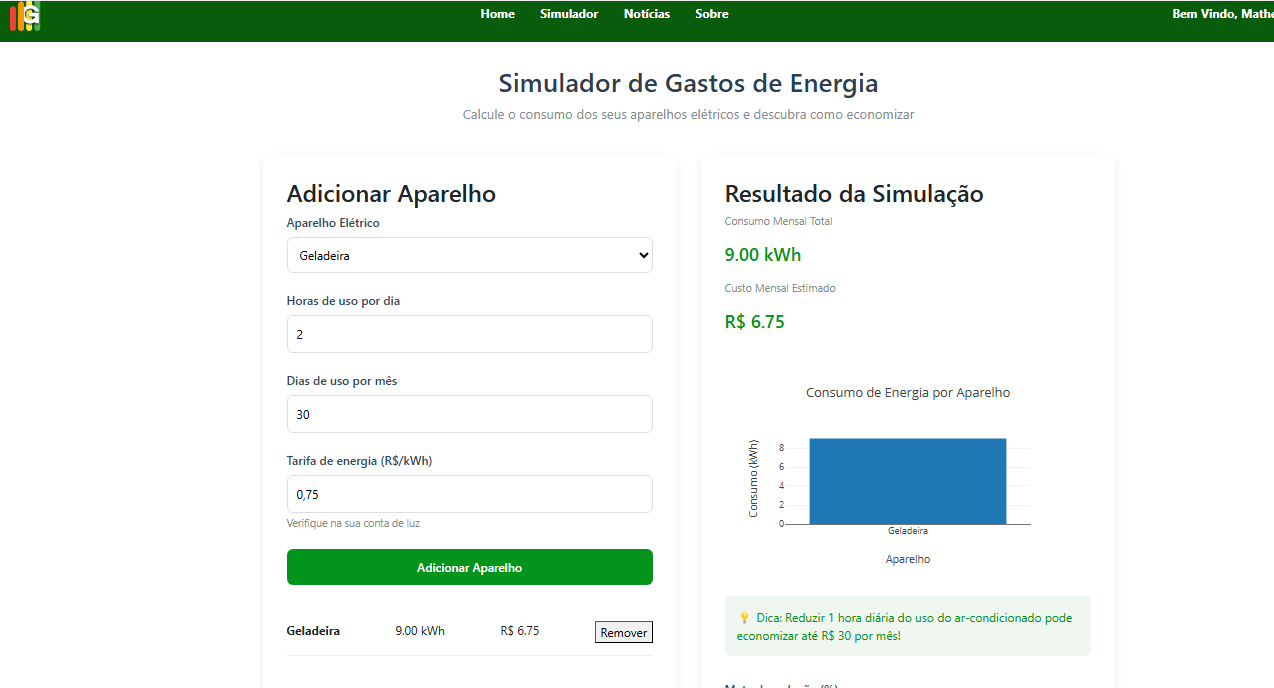 G
Home Simulador Notícias Sobre Bem Vindo, Mathe
Simulador de Gastos de Energia
Calcule o consumo dos seus aparelhos elétricos e descubra como economizar
Adicionar Aparelho
Aparelho Elétrico
Geladeira
Horas de uso por dia
2
Dias de uso por mês
30
Tarifa de energia (R$/kWh)
0,75
Verifique na sua conta de luz
Adicionar Aparelho
Geladeira 9.00 kWh R$ 6.75 Remover
Resultado da Simulação
Consumo Mensal Total
9.00 kWh
Custo Mensal Estimado
R$ 6.75
Consumo de Energia por Aparelho
Consumo (kWh)
8
6
4
2
0
Geladeira
Aparelho
💡 Dica: Reduzir 1 hora diária do uso do ar-condicionado pode
economizar até R$ 30 por mês!